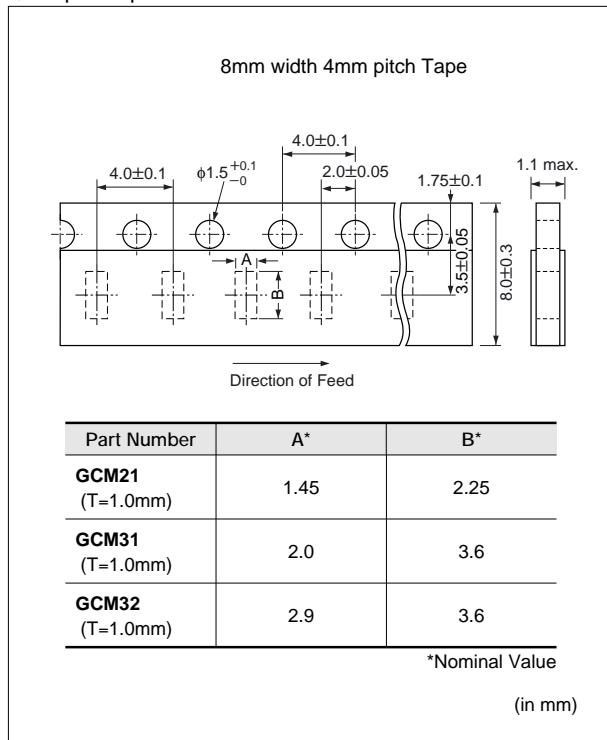 8mm width 4mm pitch Tape
4.0±0.1
4.0±0.1
φ1.5 +0.1 −0
2.0±0.05
1.75±0.1
1.1 max.
A
B
3.5±0.05
8.0±0.3
Direction of Feed
Part Number A* B*
GCM21 (T=1.0mm) 1.45 2.25
GCM31 (T=1.0mm) 2.0 3.6
GCM32 (T=1.0mm) 2.9 3.6
*Nominal Value
(in mm)